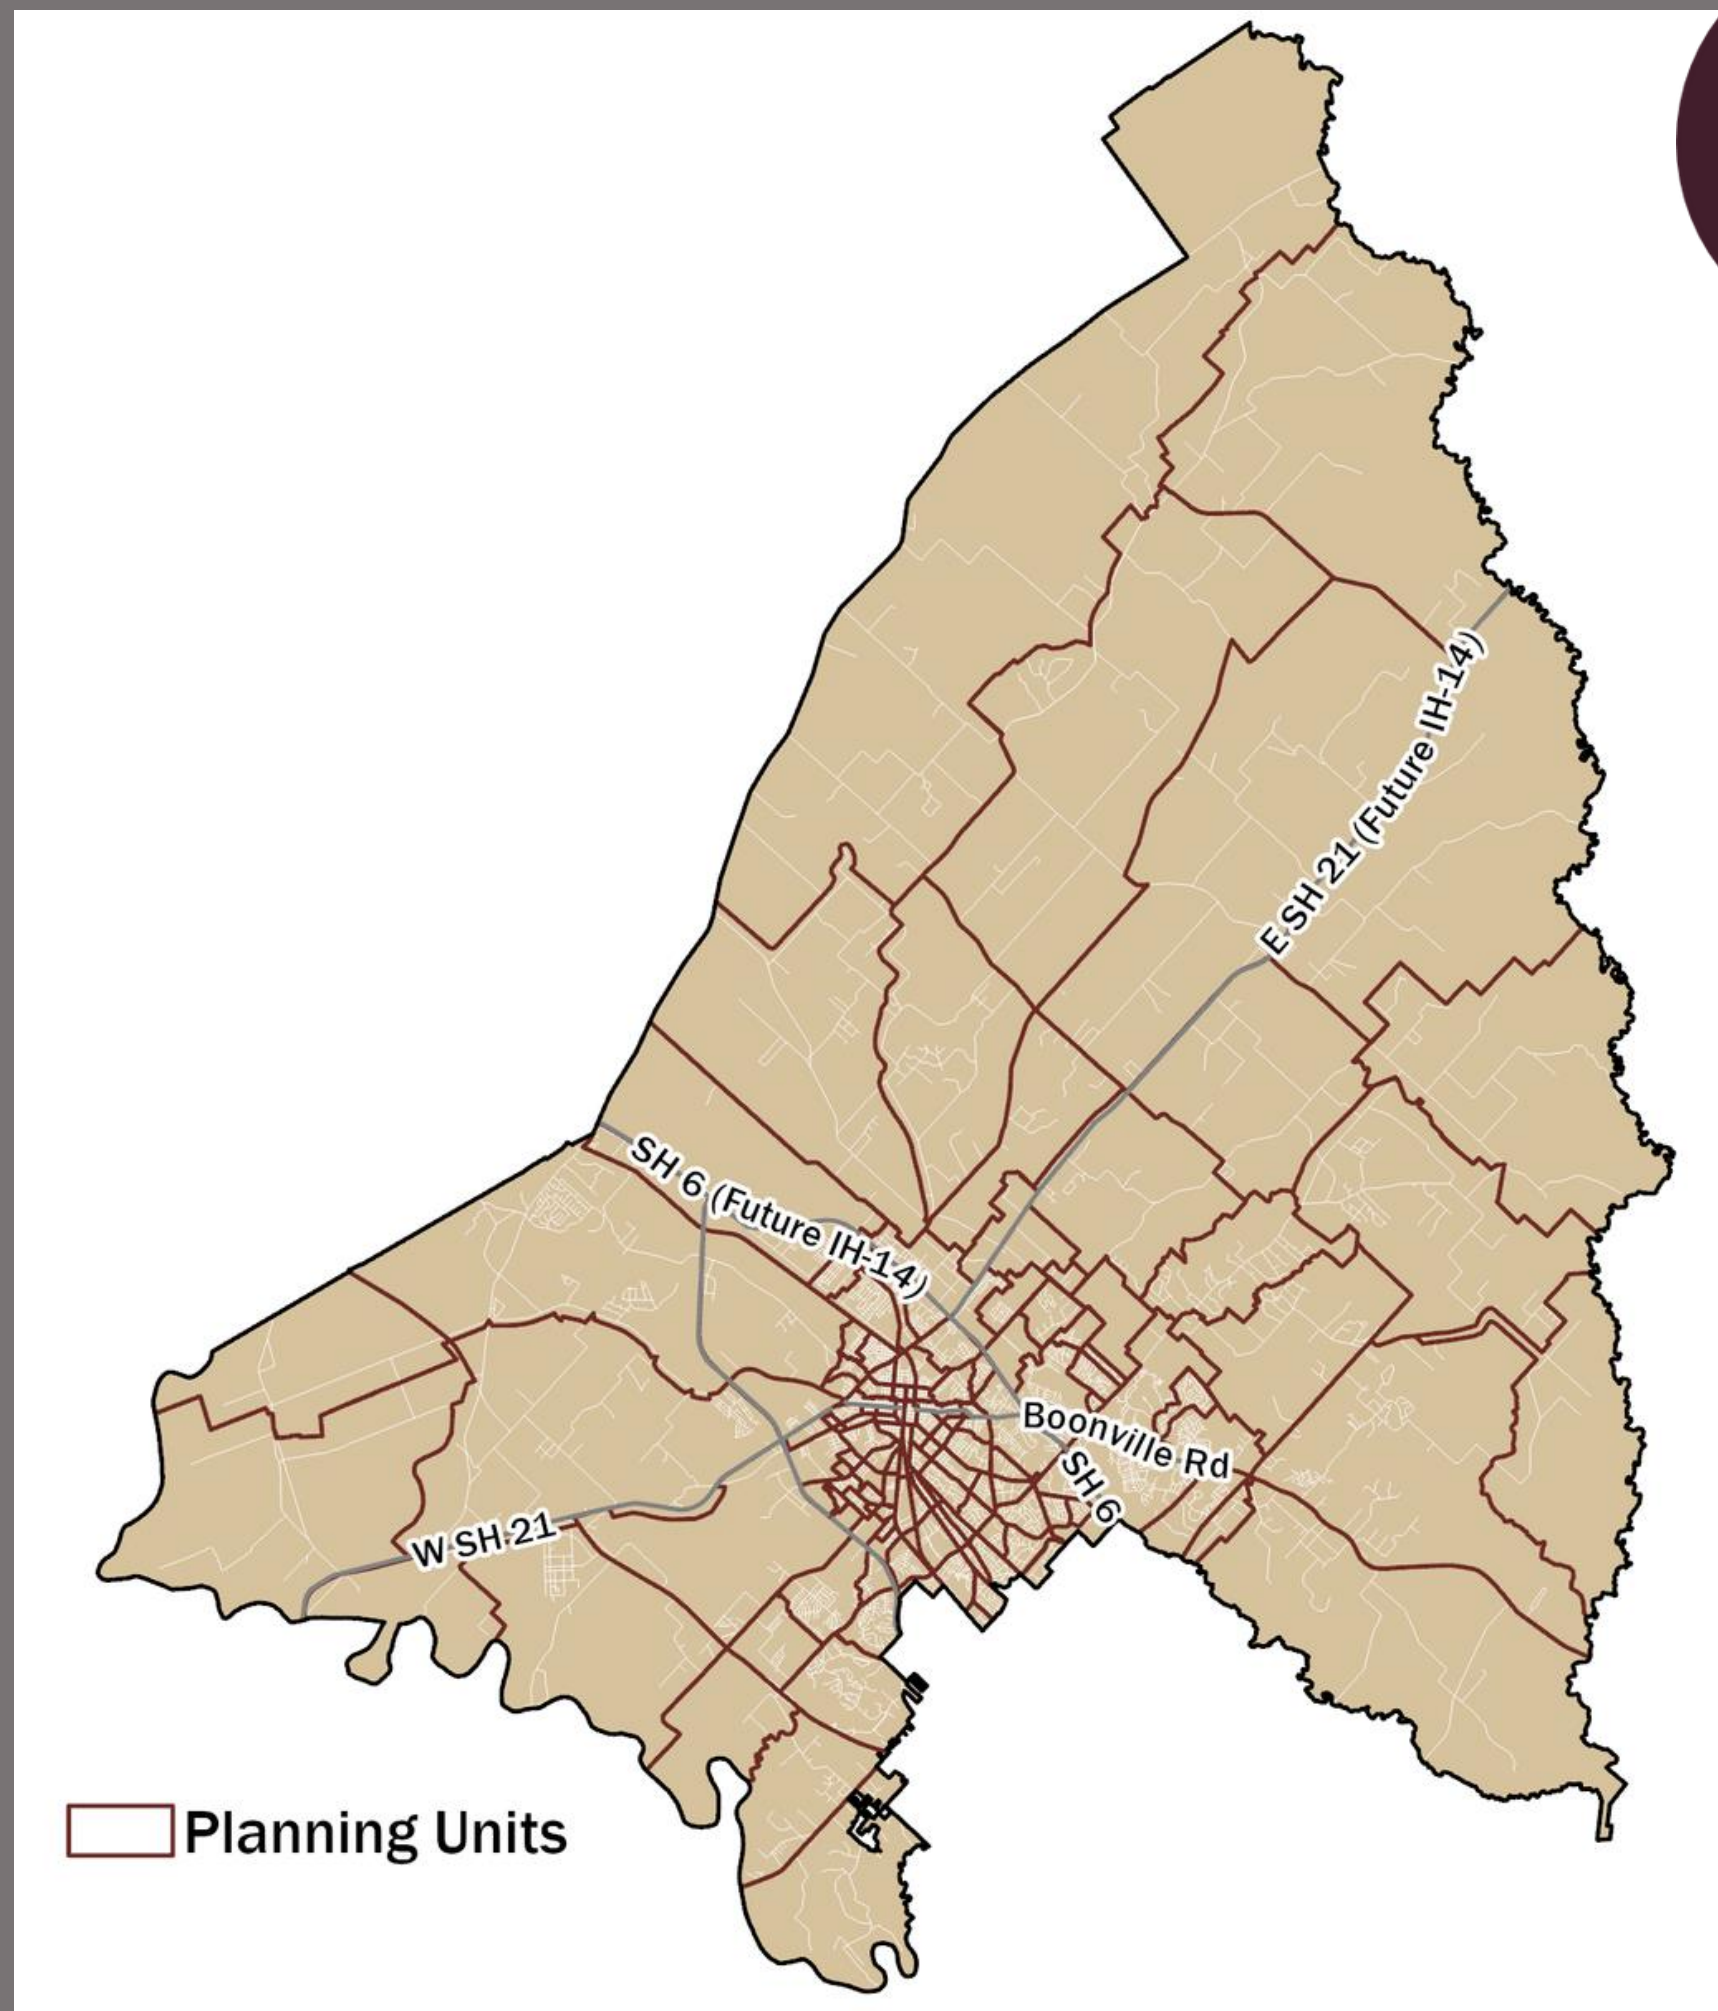 E SH 21 (Future IH-14)
SH 6 (Future IH-14)
Boonville Rd
SH 6
W SH 21
Planning Units